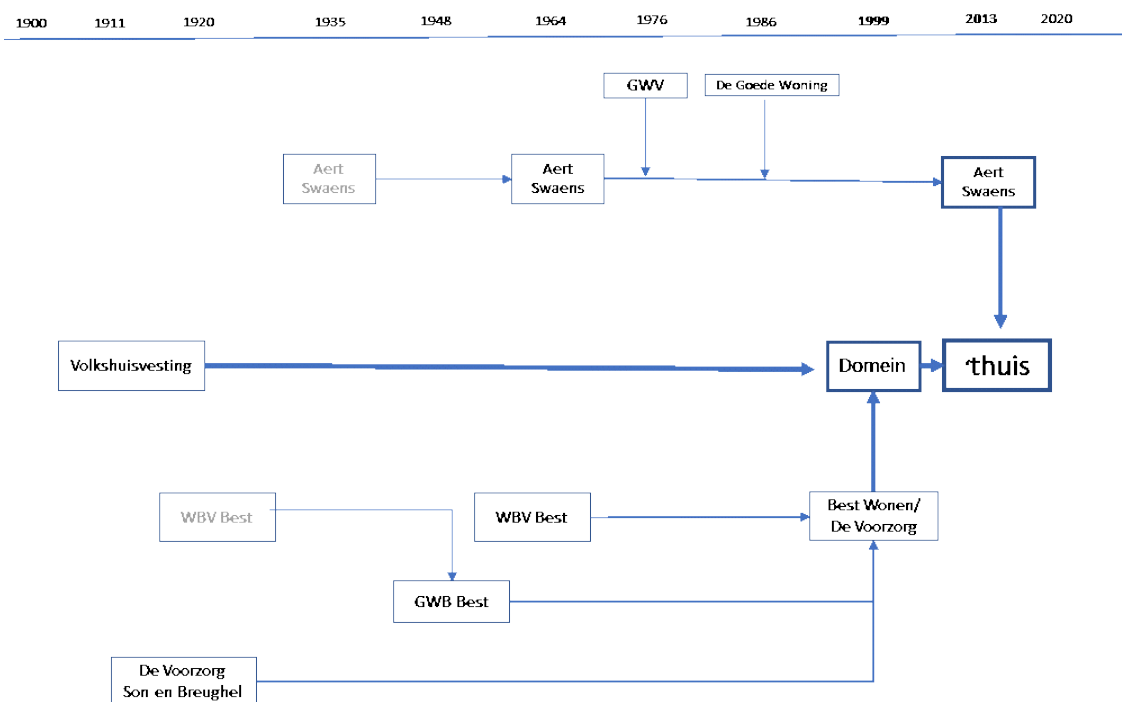 1900 1911 1920 1935 1948 1964 1976 1986 1999 2013 2020
GWV
De Goede Woning
Aert
Swaens
Aert
Swaens
Aert
Swaens
Volkshuisvesting
Domein
‘thuis
WBV Best
WBV Best
Best Wonen/
De Voorzorg
GWB Best
De Voorzorg
Son en Breughel